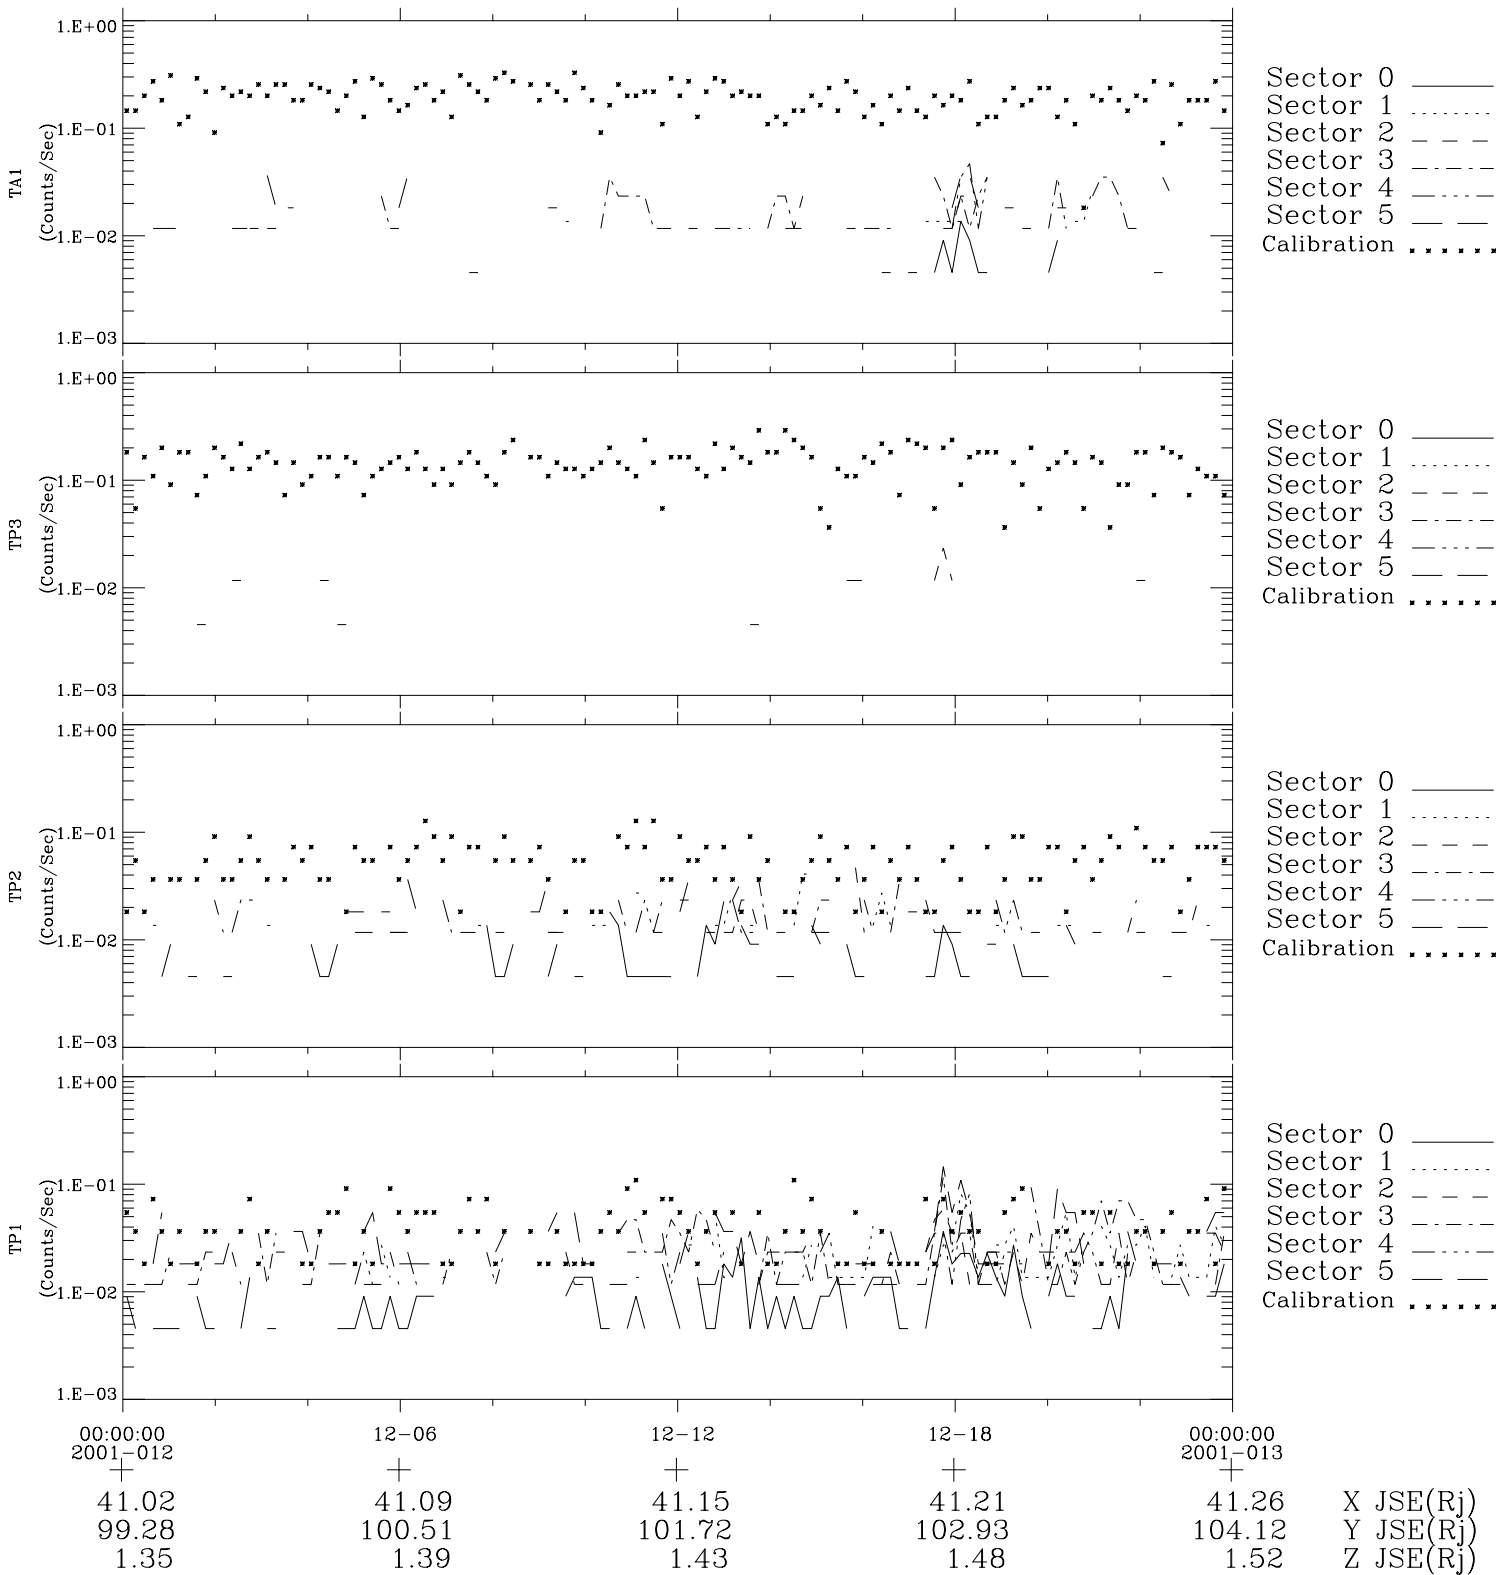 1.E+00
1.E-01
1.E-02
1.E-03
TA1
(Counts/Sec)
Sector 0
Sector 1
Sector 2
Sector 3
Sector 4
Sector 5
Calibration
1.E+00
1.E-01
1.E-02
1.E-03
TP3
(Counts/Sec)
Sector 0
Sector 1
Sector 2
Sector 3
Sector 4
Sector 5
Calibration
1.E+00
1.E-01
1.E-02
1.E-03
TP2
(Counts/Sec)
Sector 0
Sector 1
Sector 2
Sector 3
Sector 4
Sector 5
Calibration
1.E+00
1.E-01
1.E-02
1.E-03
TP1
(Counts/Sec)
Sector 0
Sector 1
Sector 2
Sector 3
Sector 4
Sector 5
Calibration
00:00:00 12-06 12-12 12-18 00:00:00
2001-012 2001-013
41.02 41.09 41.15 41.21 41.26 X JSE(Rj)
99.28 100.51 101.72 102.93 104.12 Y JSE(Rj)
1.35 1.39 1.43 1.48 1.52 Z JSE(Rj)